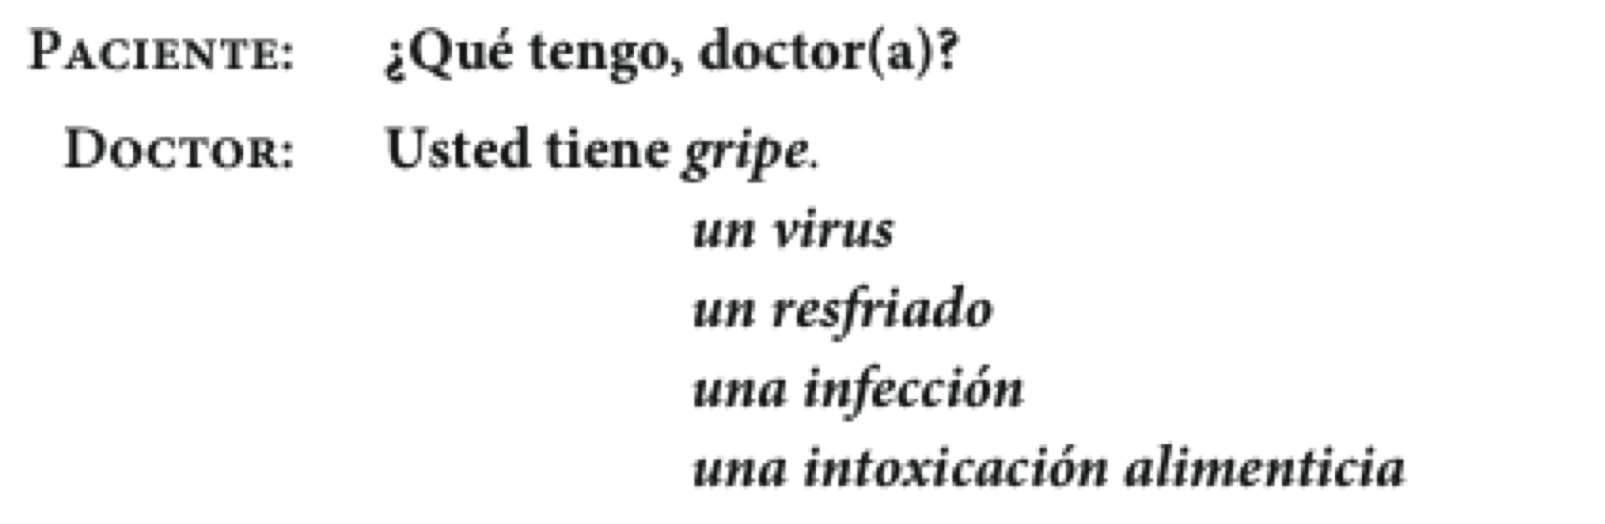 PACIENTE: ¿Qué tengo, doctor(a)?
DOCTOR: Usted tiene gripe.
un virus
un resfriado
una infección
una intoxicación alimenticia